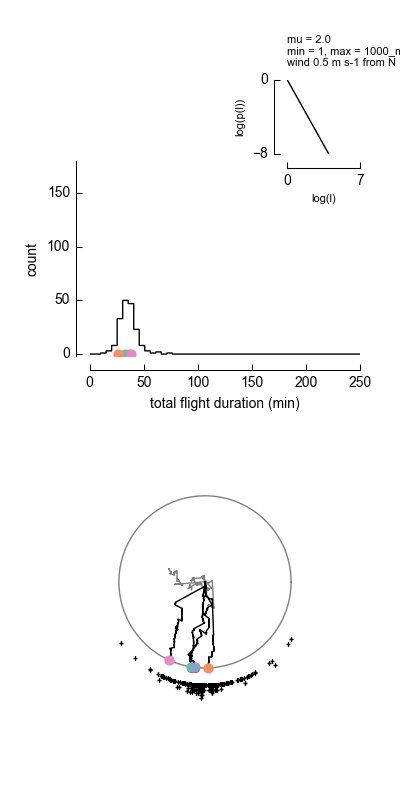 mu = 2.0
min = 1, max = 1000_m
wind 0.5 m s-1 from N
0
log(p(l))
−8
0 7
log(l)
150
100
count
50
0
0 50 100 150 200 250
total flight duration (min)